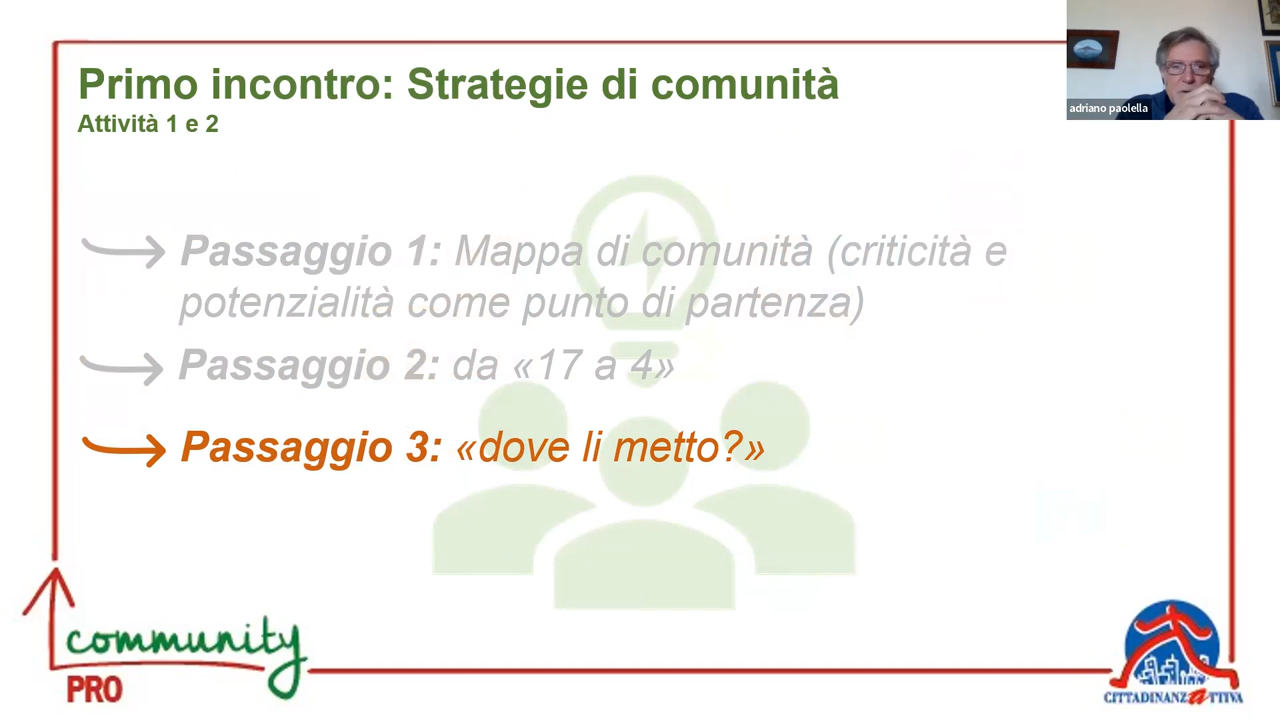 Primo incontro: Strategie di comunità
Attività 1 e 2
adriano paolella
Passaggio 1: Mappa di comunità (criticità e
potenzialità come punto di partenza)
Passaggio 2: da «17 a 4»
Passaggio 3: «dove li metto?»
community
PRO
CITTADINANZATTIVA